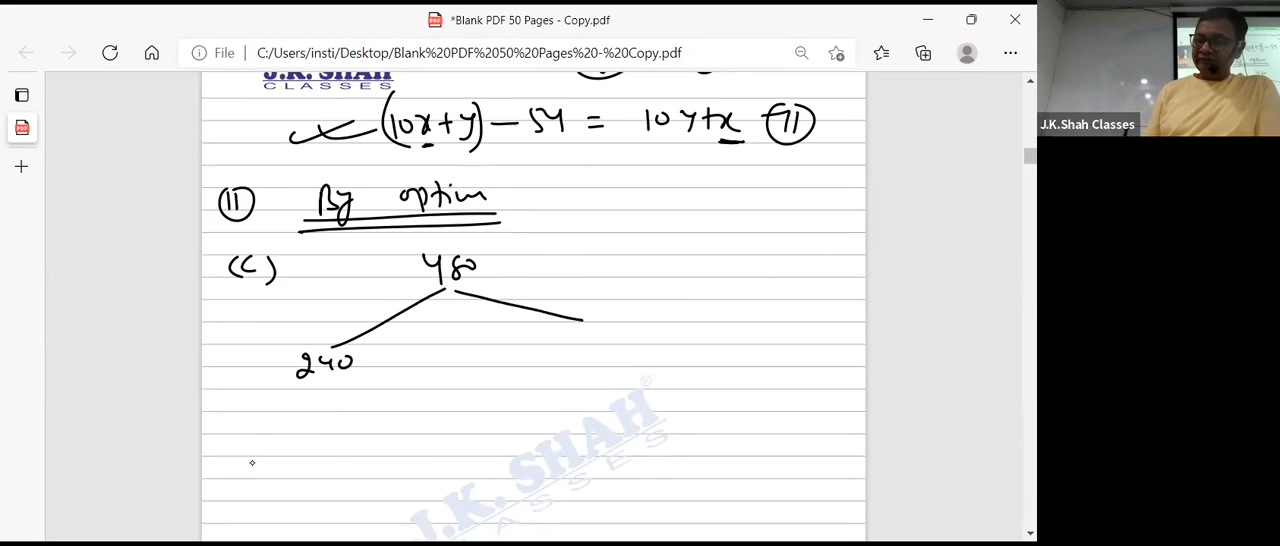 *Blank PDF 50 Pages - Copy.pdf
File | C:/Users/insti/Desktop/Blank%20PDF%2050%20Pages%20-%20Copy.pdf
J.K. SHAH
CLASSES
(10x+y) - 54 = 10y+x - II
J.K.Shah Classes
(11) By option
(C) 480
240
J.K. SHAH®
CLASSES